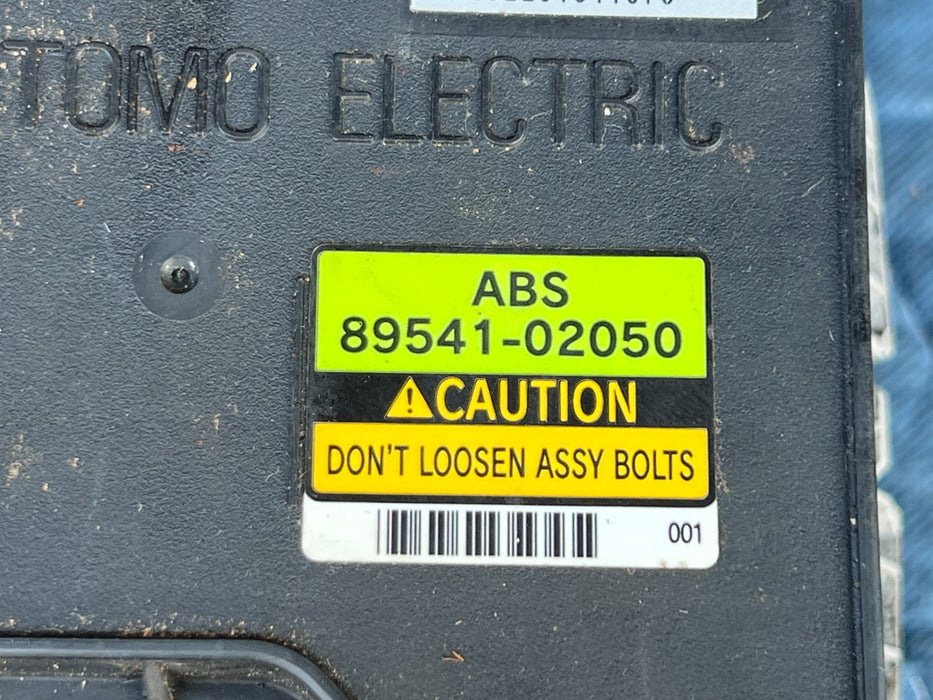 TOMO ELECTRIC
ABS
89541-02050
CAUTION
DON'T LOOSEN ASSY BOLTS
001